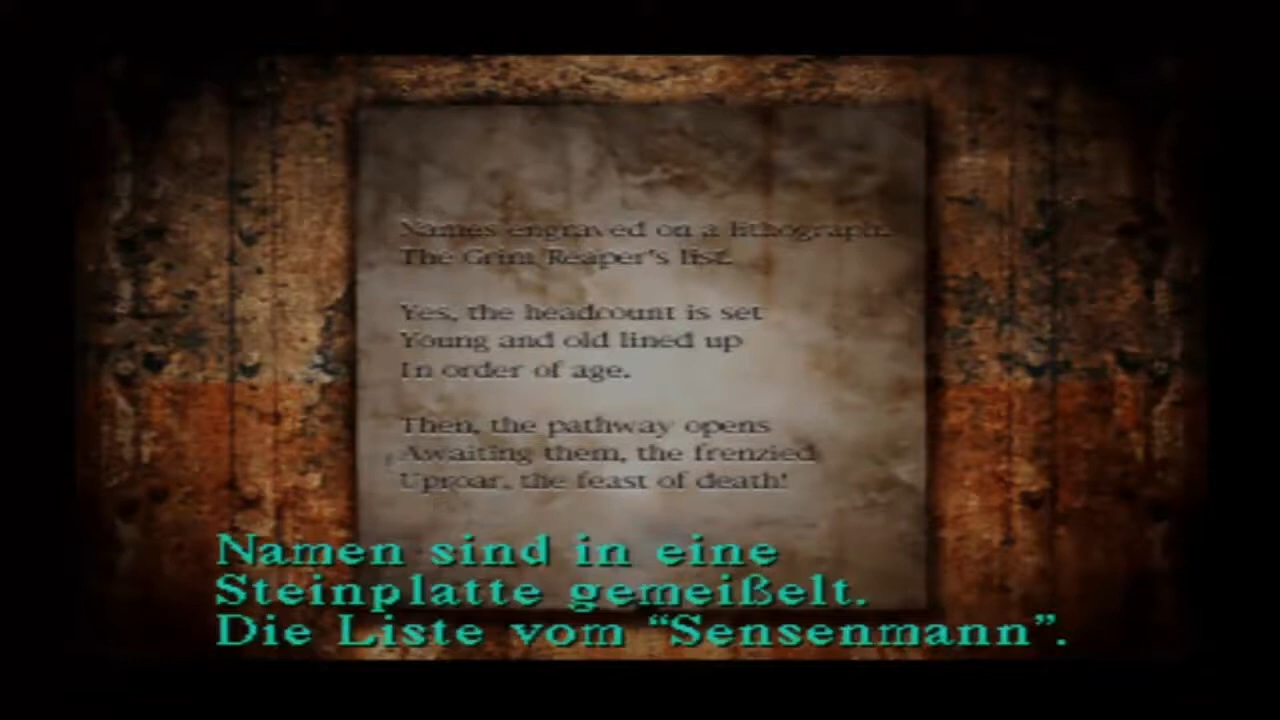 Names engraved on a lithograph.
The Grim Reaper's list.
Yes, the headcount is set
Young and old lined up
In order of age.
Then, the pathway opens
Awaiting them, the frenzied
Uproar, the feast of death!
Namen sind in eine
Steinplatte gemeißelt.
Die Liste vom “Sensenmann”.